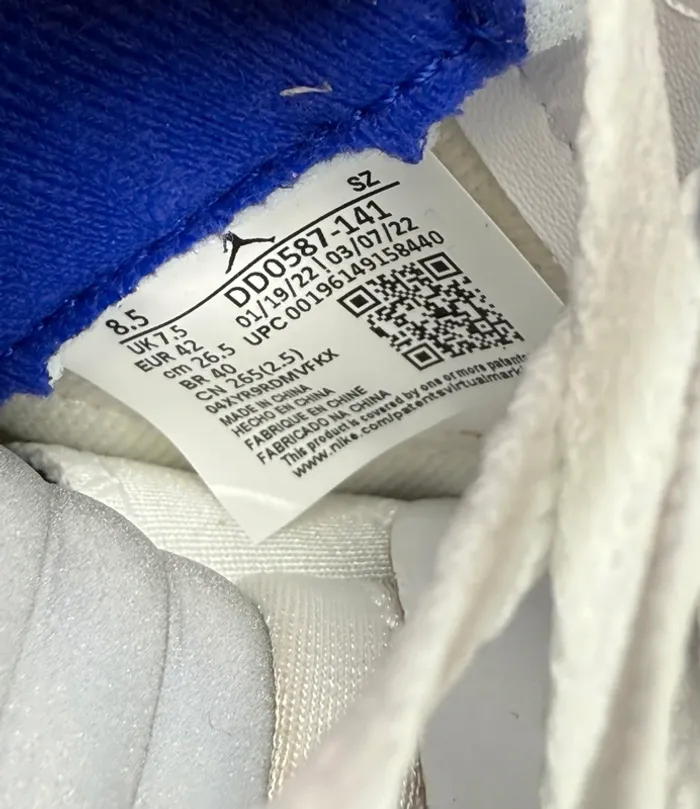 8.5 SZ
UK 7.5 DD0587-141
EUR 42 01/19/22 | 03/07/22
cm 26.5 UPC 00196149158440
BR 40
CN 265(2.5)
04XYR9RDMVFKX
MADE IN CHINA
HECHO EN CHINA
FABRIQUE EN CHINE
FABRICADO NA CHINA
This product is covered by one or more patents
www.nike.com/patentsvirtualmark